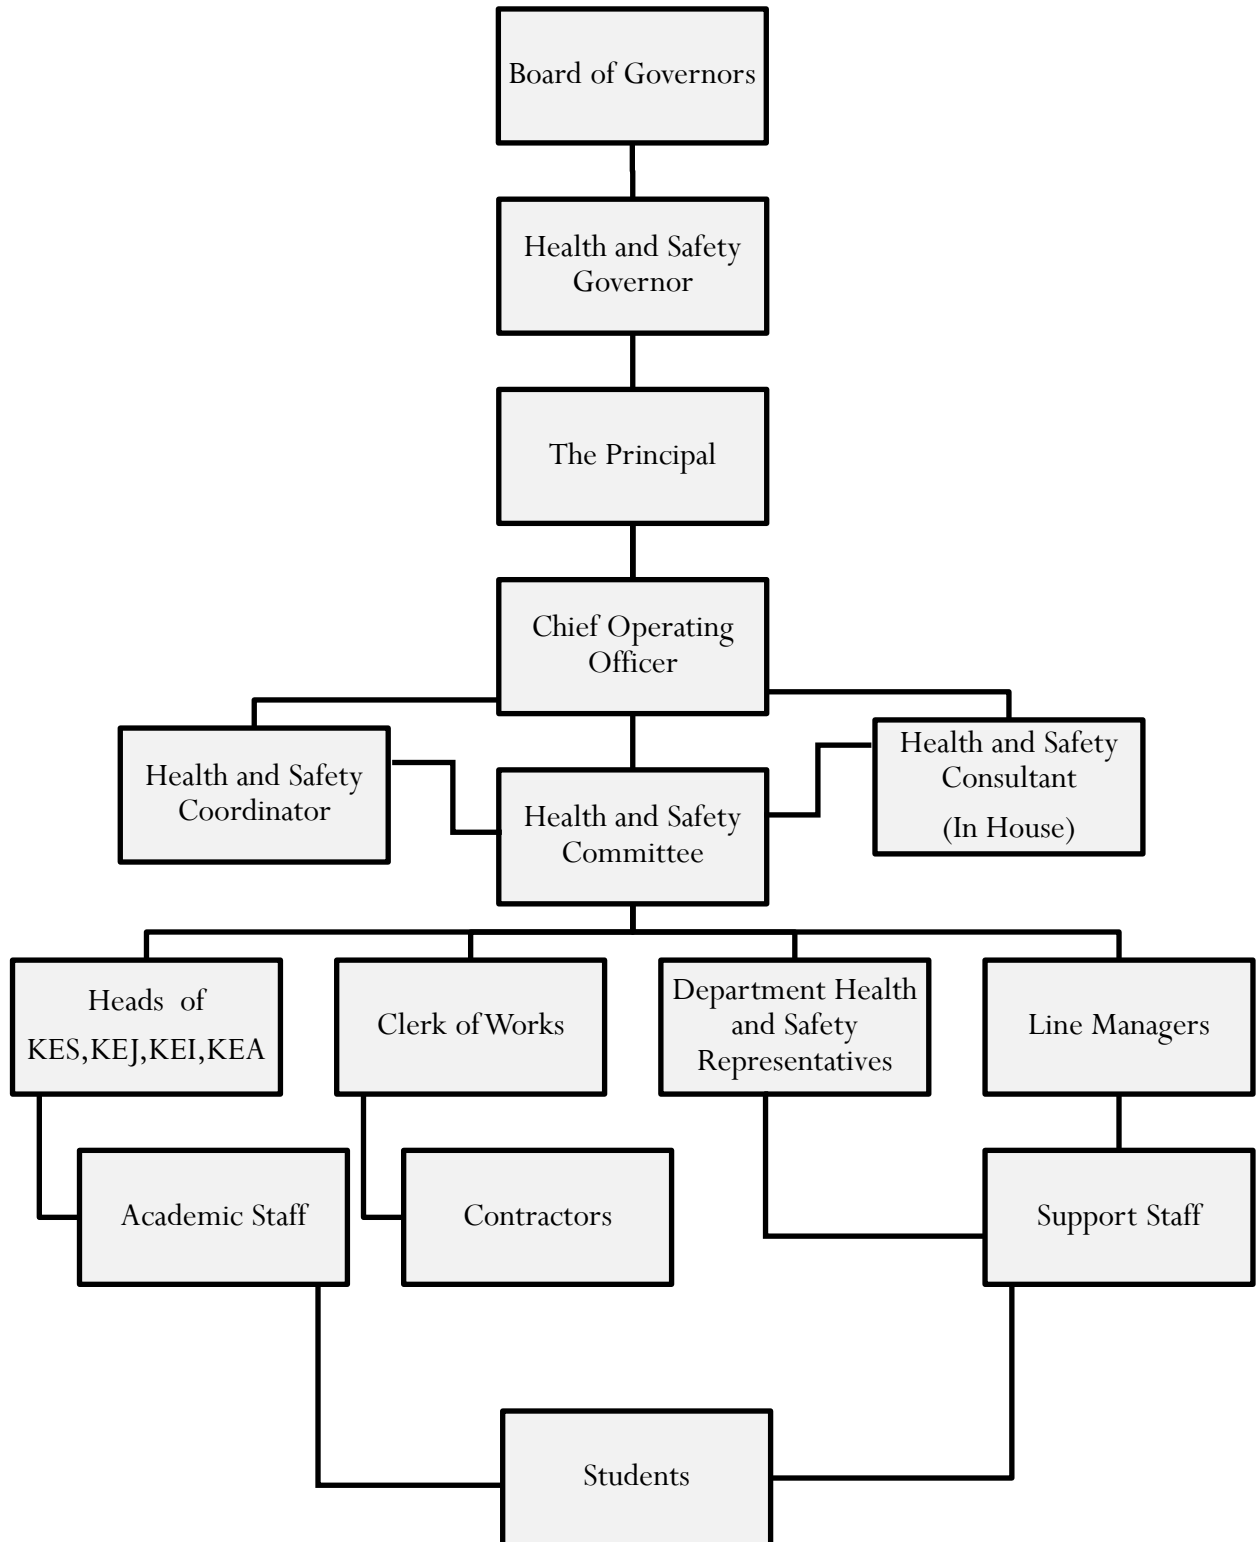 Board of Governors
Health and Safety
Governor
The Principal
Chief Operating
Officer
Health and Safety
Coordinator
Health and Safety
Committee
Health and Safety
Consultant
(In House)
Heads of
KES,KEJ,KEI,KEA
Clerk of Works
Department Health
and Safety
Representatives
Line Managers
Academic Staff
Contractors
Support Staff
Students